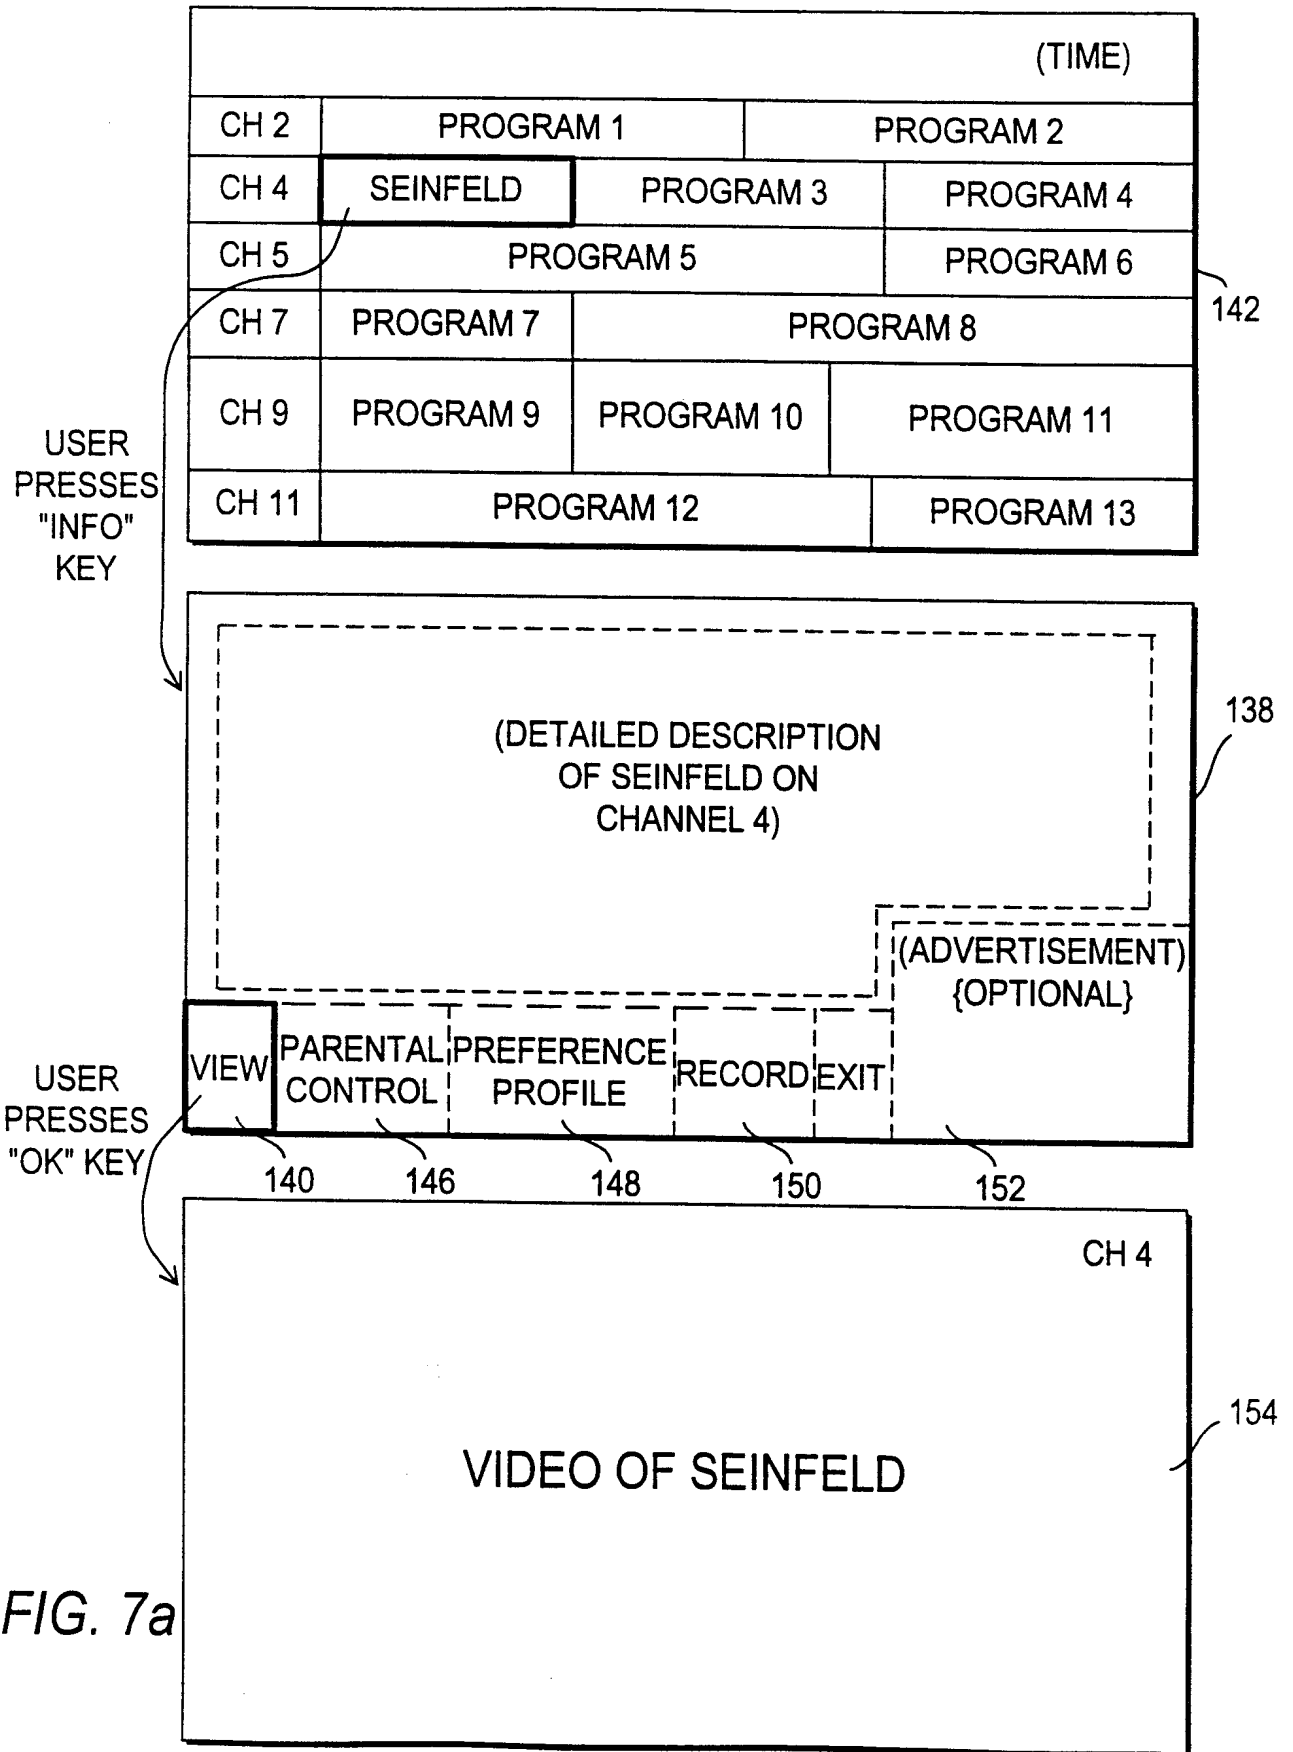 (TIME)
CH 2 PROGRAM 1 PROGRAM 2
CH 4 SEINFELD PROGRAM 3 PROGRAM 4
CH 5 PROGRAM 5 PROGRAM 6
142
CH 7 PROGRAM 7 PROGRAM 8
CH 9 PROGRAM 9 PROGRAM 10 PROGRAM 11
CH 11 PROGRAM 12 PROGRAM 13
USER
PRESSES
"INFO"
KEY
138
(DETAILED DESCRIPTION
OF SEINFELD ON
CHANNEL 4)
(ADVERTISEMENT)
{OPTIONAL}
VIEW
PARENTAL
CONTROL
PREFERENCE
PROFILE
RECORD
EXIT
USER
PRESSES
"OK" KEY
140 146 148 150 152
CH 4
154
VIDEO OF SEINFELD
FIG. 7a